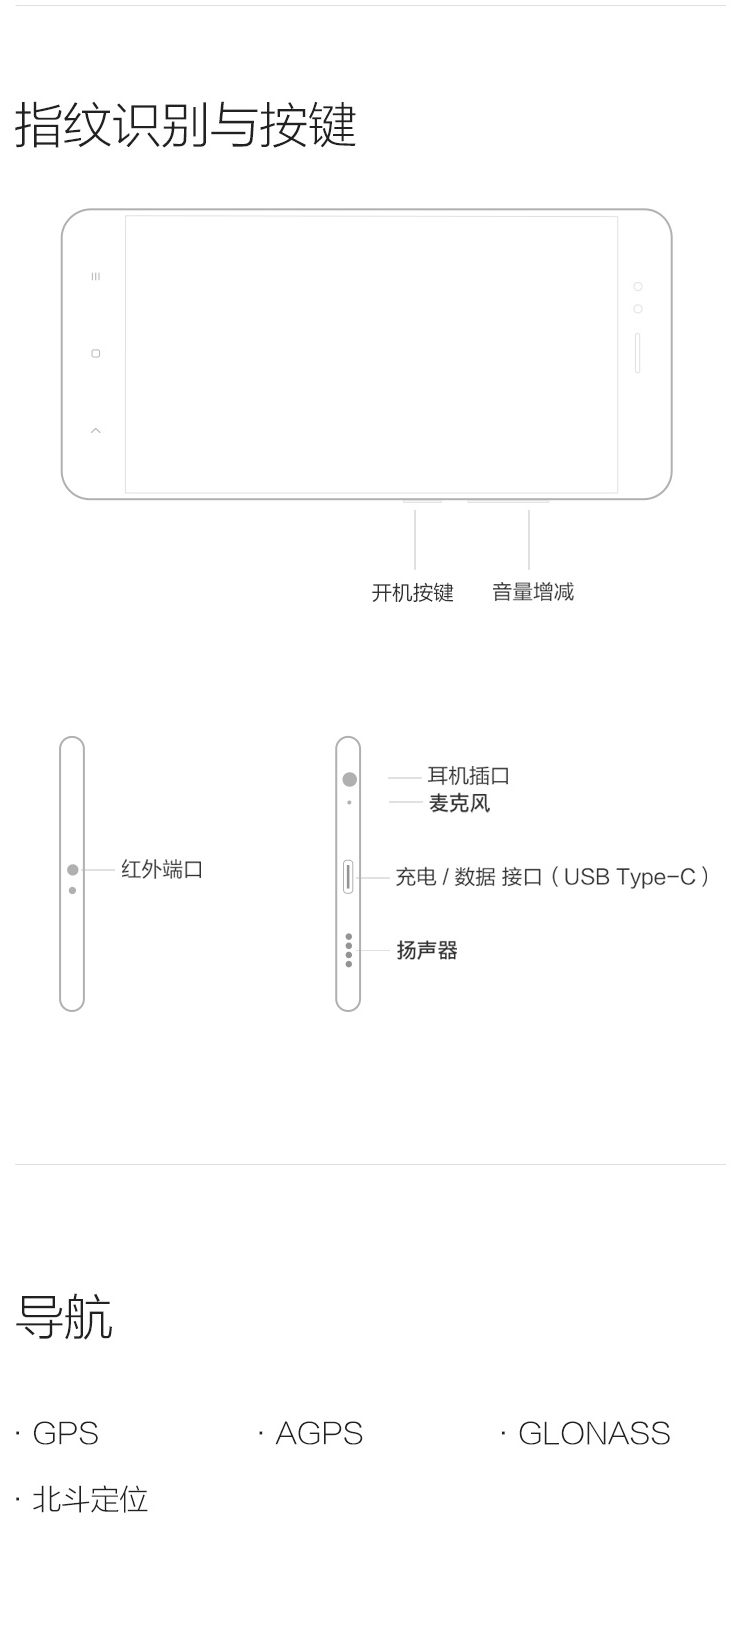 指纹识别与按键
开机按键 音量增减
耳机插口
麦克风
红外端口
充电 / 数据 接口（USB Type-C）
扬声器
导航
· GPS · AGPS · GLONASS
· 北斗定位